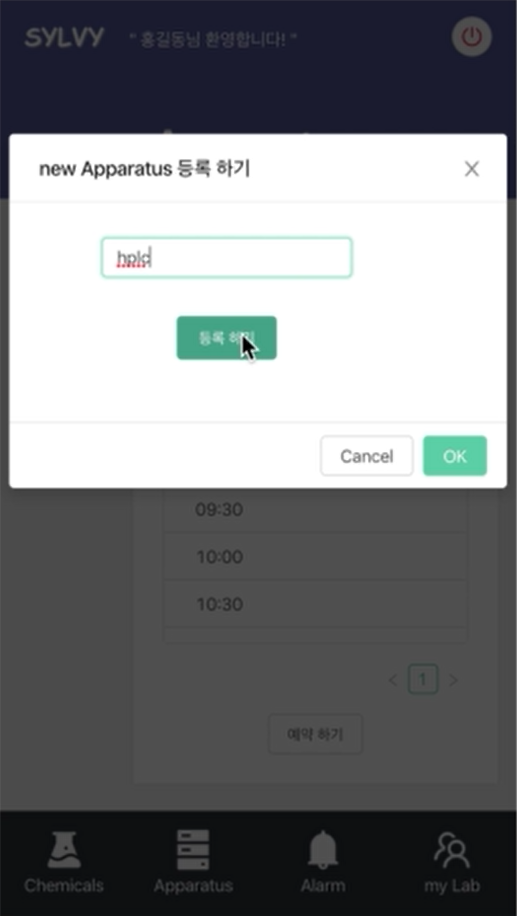 SYLVY
" 홍길동님 환영합니다! "
new Apparatus 등록 하기
hplc
등록 하기
Cancel
OK
09:30
10:00
10:30
< 1 >
예약 하기
Chemicals
Apparatus
Alarm
my Lab